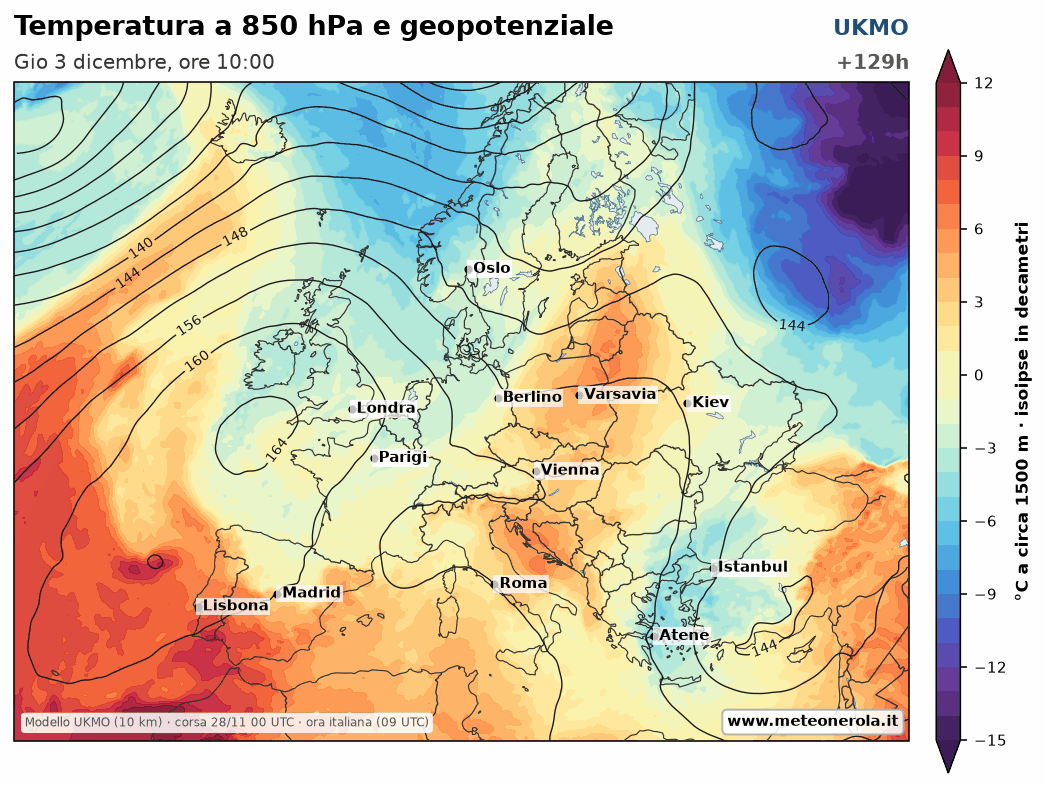 Temperatura a 850 hPa e geopotenziale
UKMO
Gio 3 dicembre, ore 10:00
+129h
140
144
148
156
160
164
144
144
Oslo
Londra
Berlino
Varsavia
Kiev
Parigi
Vienna
Istanbul
Roma
Madrid
Lisbona
Atene
12
9
6
3
0
−3
−6
−9
−12
−15
°C a circa 1500 m · isoipse in decametri
Modello UKMO (10 km) · corsa 28/11 00 UTC · ora italiana (09 UTC)
www.meteonerola.it